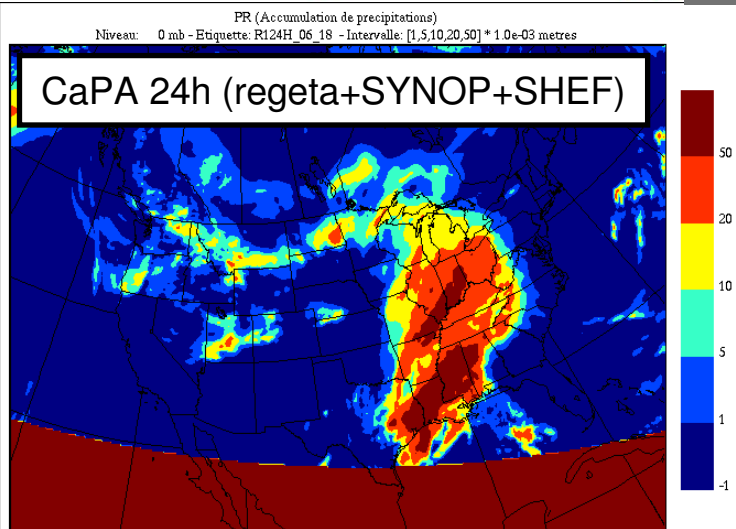 PR (Accumulation de precipitations)
Niveau: 0 mb - Etiquette: R124H_06_18 - Intervalle: [1,5,10,20,50] * 1.0e-03 metres
CaPA 24h (regeta+SYNOP+SHEF)
50
20
10
5
1
-1